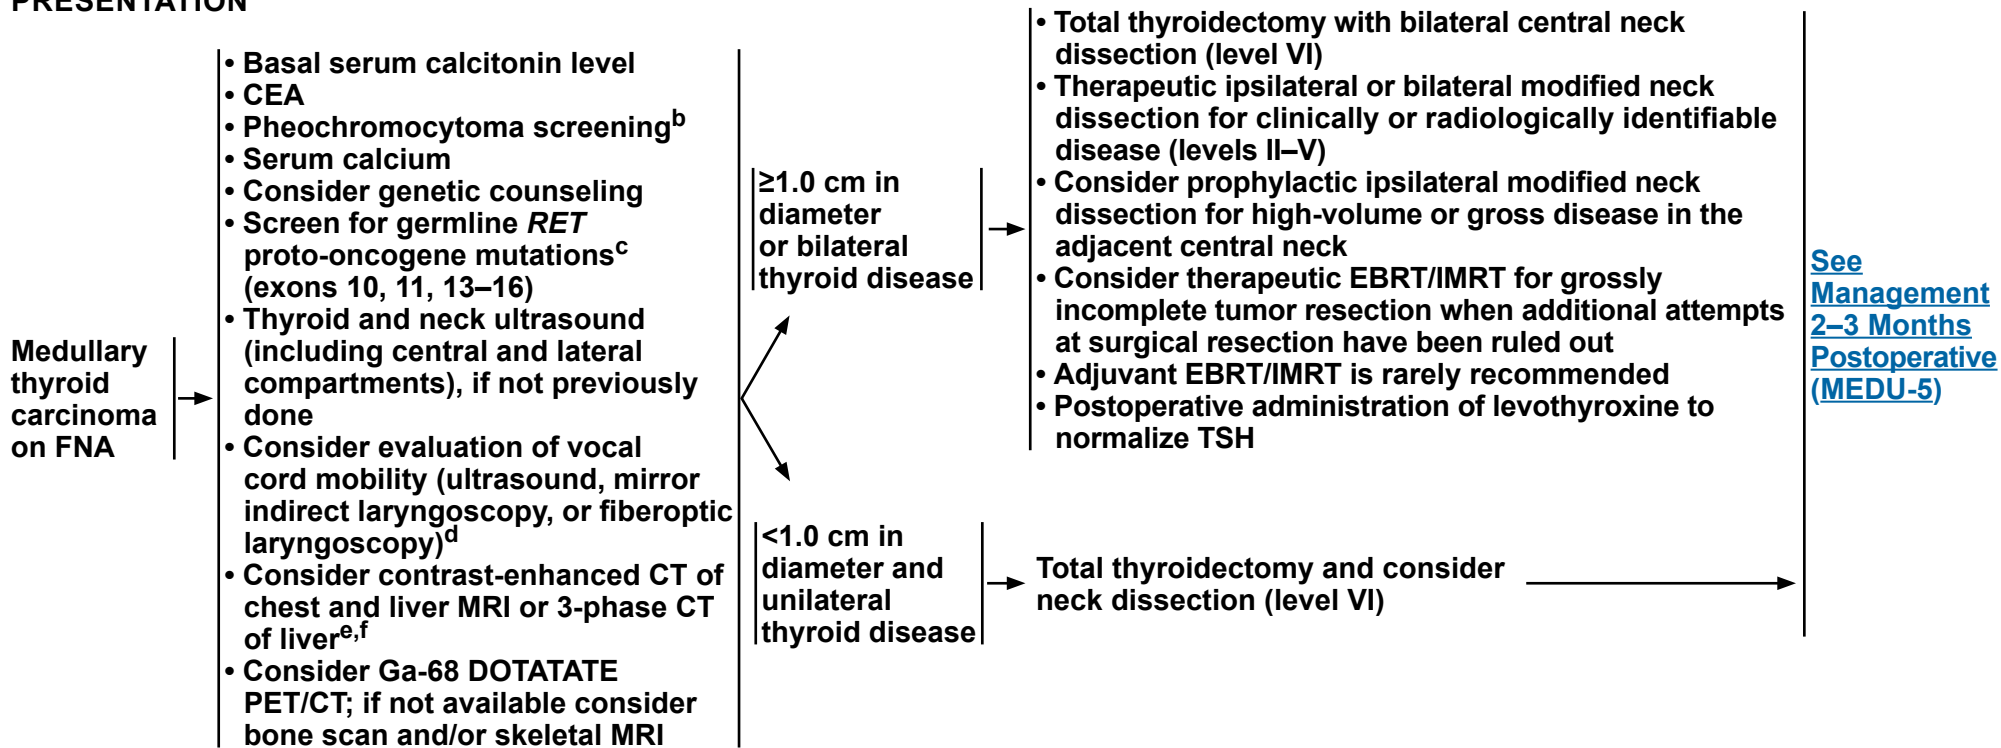 PRESENTATION
Medullary
thyroid
carcinoma
on FNA
• Basal serum calcitonin level
• CEA
• Pheochromocytoma screeningb
• Serum calcium
• Consider genetic counseling
• Screen for germline RET
proto-oncogene mutationsc
(exons 10, 11, 13–16)
• Thyroid and neck ultrasound
(including central and lateral
compartments), if not previously
done
• Consider evaluation of vocal
cord mobility (ultrasound, mirror
indirect laryngoscopy, or fiberoptic
laryngoscopy)d
• Consider contrast-enhanced CT of
chest and liver MRI or 3-phase CT
of livere,f
• Consider Ga-68 DOTATATE
PET/CT; if not available consider
bone scan and/or skeletal MRI
≥1.0 cm in
diameter
or bilateral
thyroid disease
• Total thyroidectomy with bilateral central neck
dissection (level VI)
• Therapeutic ipsilateral or bilateral modified neck
dissection for clinically or radiologically identifiable
disease (levels II–V)
• Consider prophylactic ipsilateral modified neck
dissection for high-volume or gross disease in the
adjacent central neck
• Consider therapeutic EBRT/IMRT for grossly
incomplete tumor resection when additional attempts
at surgical resection have been ruled out
• Adjuvant EBRT/IMRT is rarely recommended
• Postoperative administration of levothyroxine to
normalize TSH
<1.0 cm in
diameter and
unilateral
thyroid disease
Total thyroidectomy and consider
neck dissection (level VI)
See
Management
2–3 Months
Postoperative
(MEDU-5)